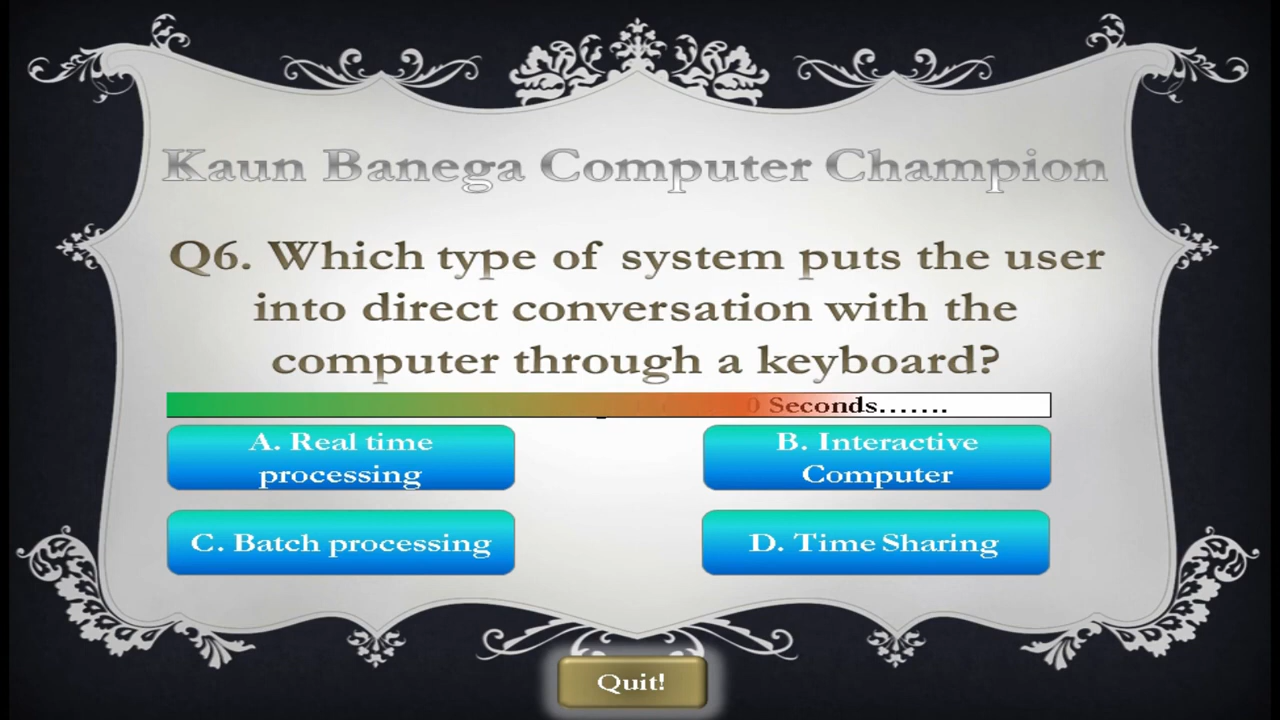 Kaun Banega Computer Champion
Q6. Which type of system puts the user
into direct conversation with the
computer through a keyboard?
0 Seconds.......
A. Real time
processing
B. Interactive
Computer
C. Batch processing
D. Time Sharing
Quit!